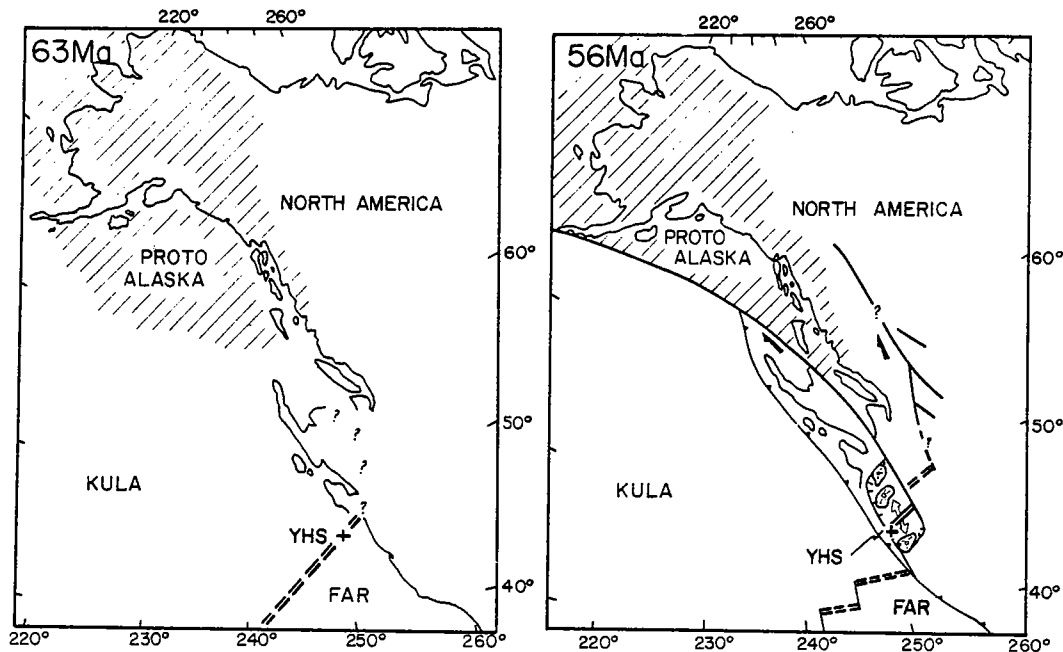 220° 260°
63Ma
NORTH AMERICA
PROTO
ALASKA
60°
50°
?
?
?
?
KULA
YHS
FAR
40°
220° 230° 240° 250° 260°
220° 260°
56Ma
NORTH AMERICA
PROTO
ALASKA
60°
?
50°
?
KULA
YHS
FAR
40°
220° 230° 240° 250° 260°